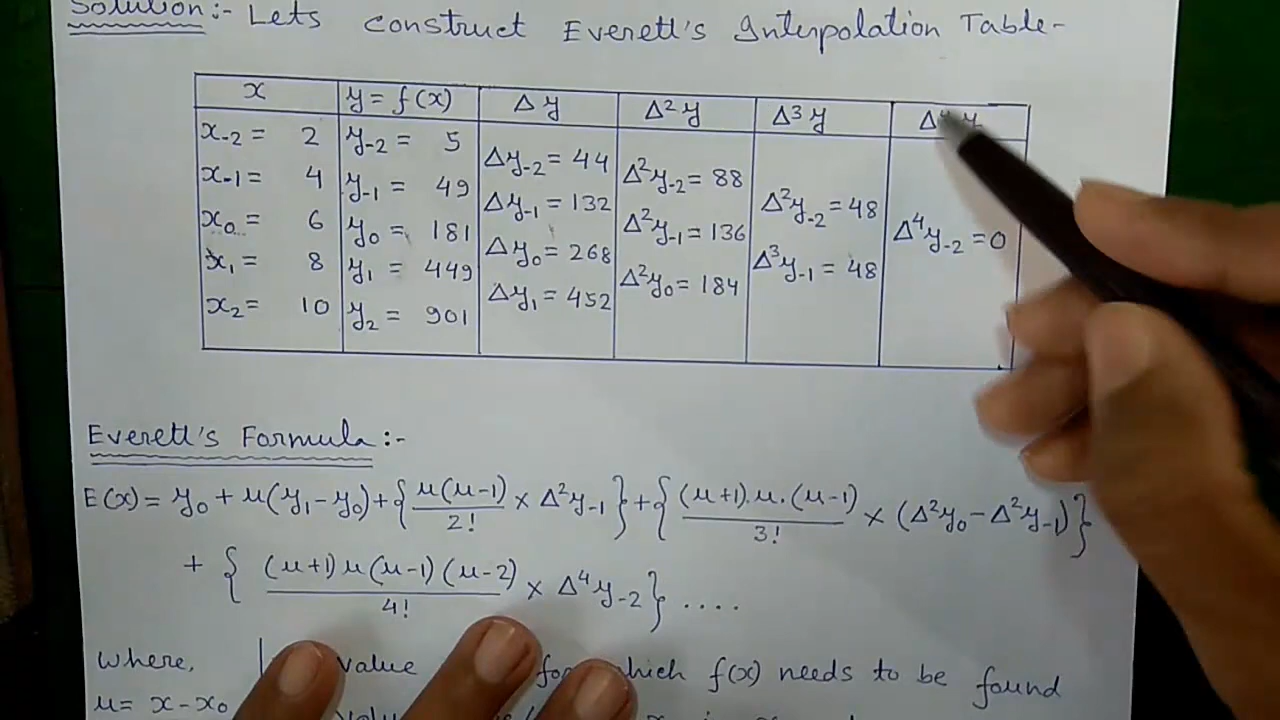 Solution:- Lets construct Everett's Interpolation Table-
x y = f(x) Δy Δ²y Δ³y Δ⁴y
x₋₂ = 2 y₋₂ = 5
Δy₋₂ = 44
x₋₁ = 4 y₋₁ = 49 Δ²y₋₂ = 88
Δy₋₁ = 132 Δ²y₋₂ = 48
x₀ = 6 y₀ = 181 Δ²y₋₁ = 136 Δ⁴y₋₂ = 0
Δy₀ = 268 Δ³y₋₁ = 48
x₁ = 8 y₁ = 449 Δ²y₀ = 184
Δy₁ = 452
x₂ = 10 y₂ = 901
Everett's Formula:-
E(x) = y₀ + u(y₁ - y₀) + {u(u-1)/2! × Δ²y₋₁} + {(u+1).u.(u-1)/3! × (Δ²y₀ - Δ²y₋₁)}
+ {(u+1)u(u-1)(u-2)/4! × Δ⁴y₋₂} ....
where, value which f(x) needs to be found
u = x - x₀